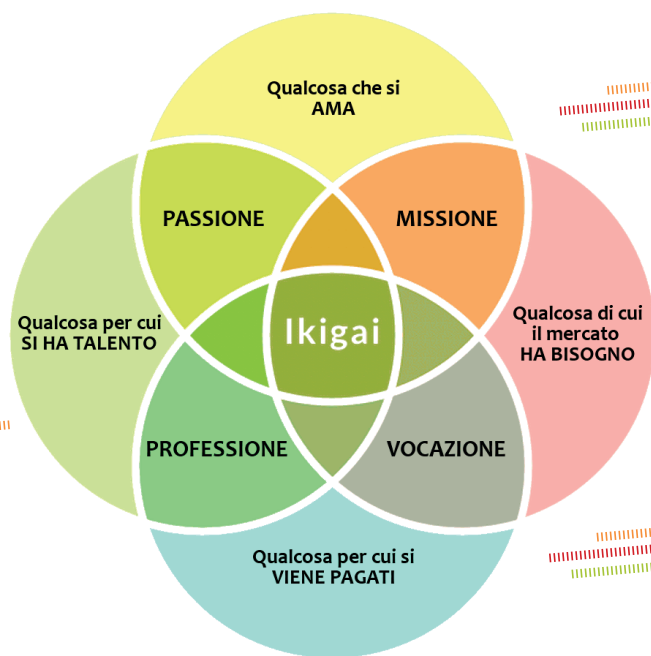 Qualcosa che si
AMA
PASSIONE
MISSIONE
Qualcosa per cui
SI HA TALENTO
Ikigai
Qualcosa di cui
il mercato
HA BISOGNO
PROFESSIONE
VOCAZIONE
Qualcosa per cui si
VIENE PAGATI